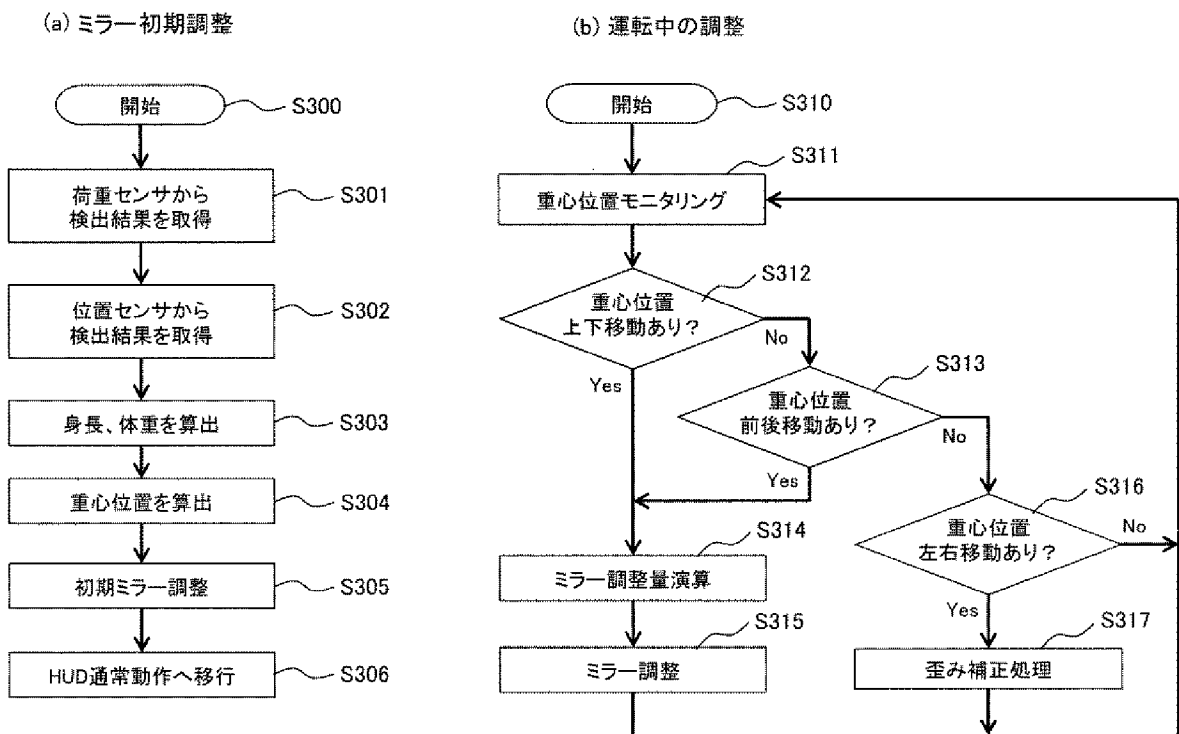 (a) ミラー初期調整
開始
S300
荷重センサから
検出結果を取得
S301
位置センサから
検出結果を取得
S302
身長、体重を算出
S303
重心位置を算出
S304
初期ミラー調整
S305
HUD通常動作へ移行
S306
(b) 運転中の調整
開始
S310
S311
重心位置モニタリング
S312
重心位置
上下移動あり?
No
Yes
S313
重心位置
前後移動あり?
No
Yes
S314
ミラー調整量演算
S315
ミラー調整
S316
重心位置
左右移動あり?
No
Yes
S317
歪み補正処理